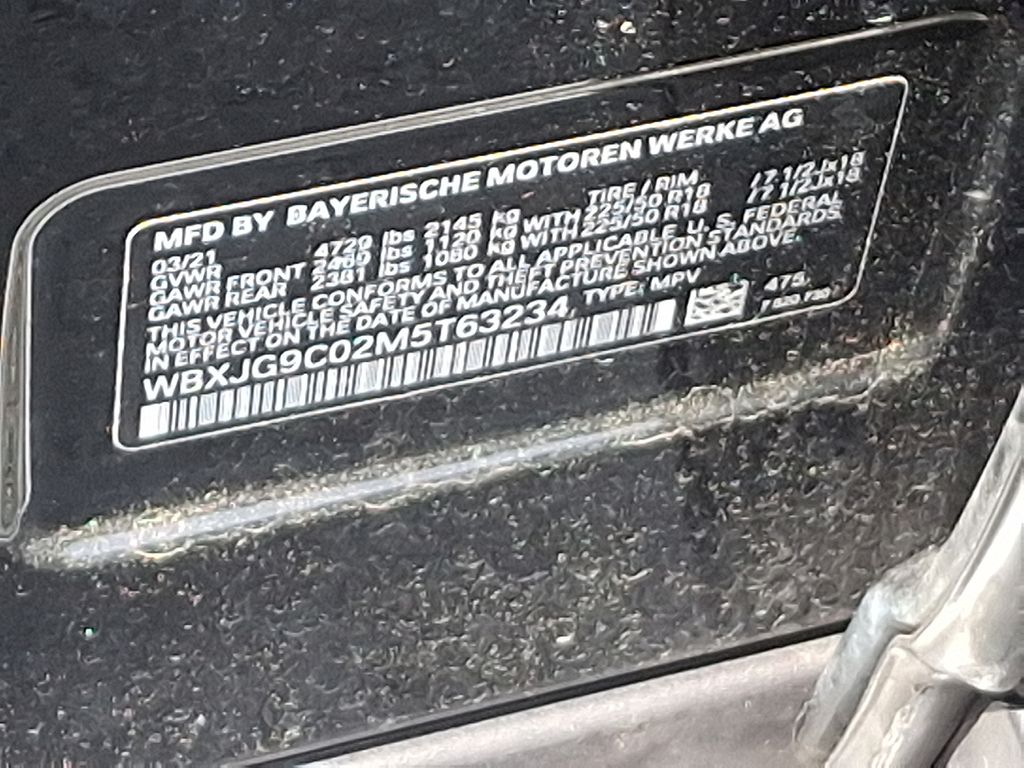 MFD BY BAYERISCHE MOTOREN WERKE AG
03/21 TIRE / RIM
GVWR 4720 lbs 2145 kg
GAWR FRONT 2469 lbs 1120 kg WITH 225/50 R18 / 7 1/2Jx18
GAWR REAR 2381 lbs 1080 kg WITH 225/50 R18 /7 1/2Jx18
THIS VEHICLE CONFORMS TO ALL APPLICABLE U. S. FEDERAL
MOTOR VEHICLE SAFETY AND THEFT PREVENTION STANDARDS
IN EFFECT ON THE DATE OF MANUFACTURE SHOWN ABOVE.
WBXJG9C02M5T63234, TYPE: MPV
475